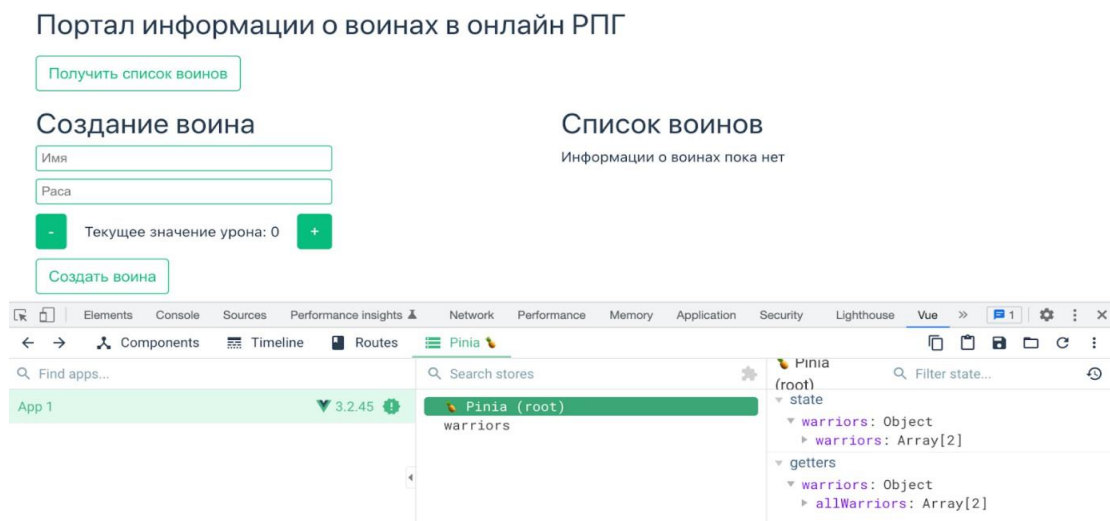 Портал информации о воинах в онлайн РПГ
Получить список воинов
Создание воина
Имя
Раса
- Текущее значение урона: 0 +
Создать воина
Список воинов
Информации о воинах пока нет
Elements Console Sources Performance insights Network Performance Memory Application Security Lighthouse Vue » 1
Components Timeline Routes Pinia
Find apps...
App 1 3.2.45
Search stores
Pinia (root)
warriors
Pinia (root)
Filter state...
state
warriors: Object
warriors: Array[2]
getters
warriors: Object
allWarriors: Array[2]